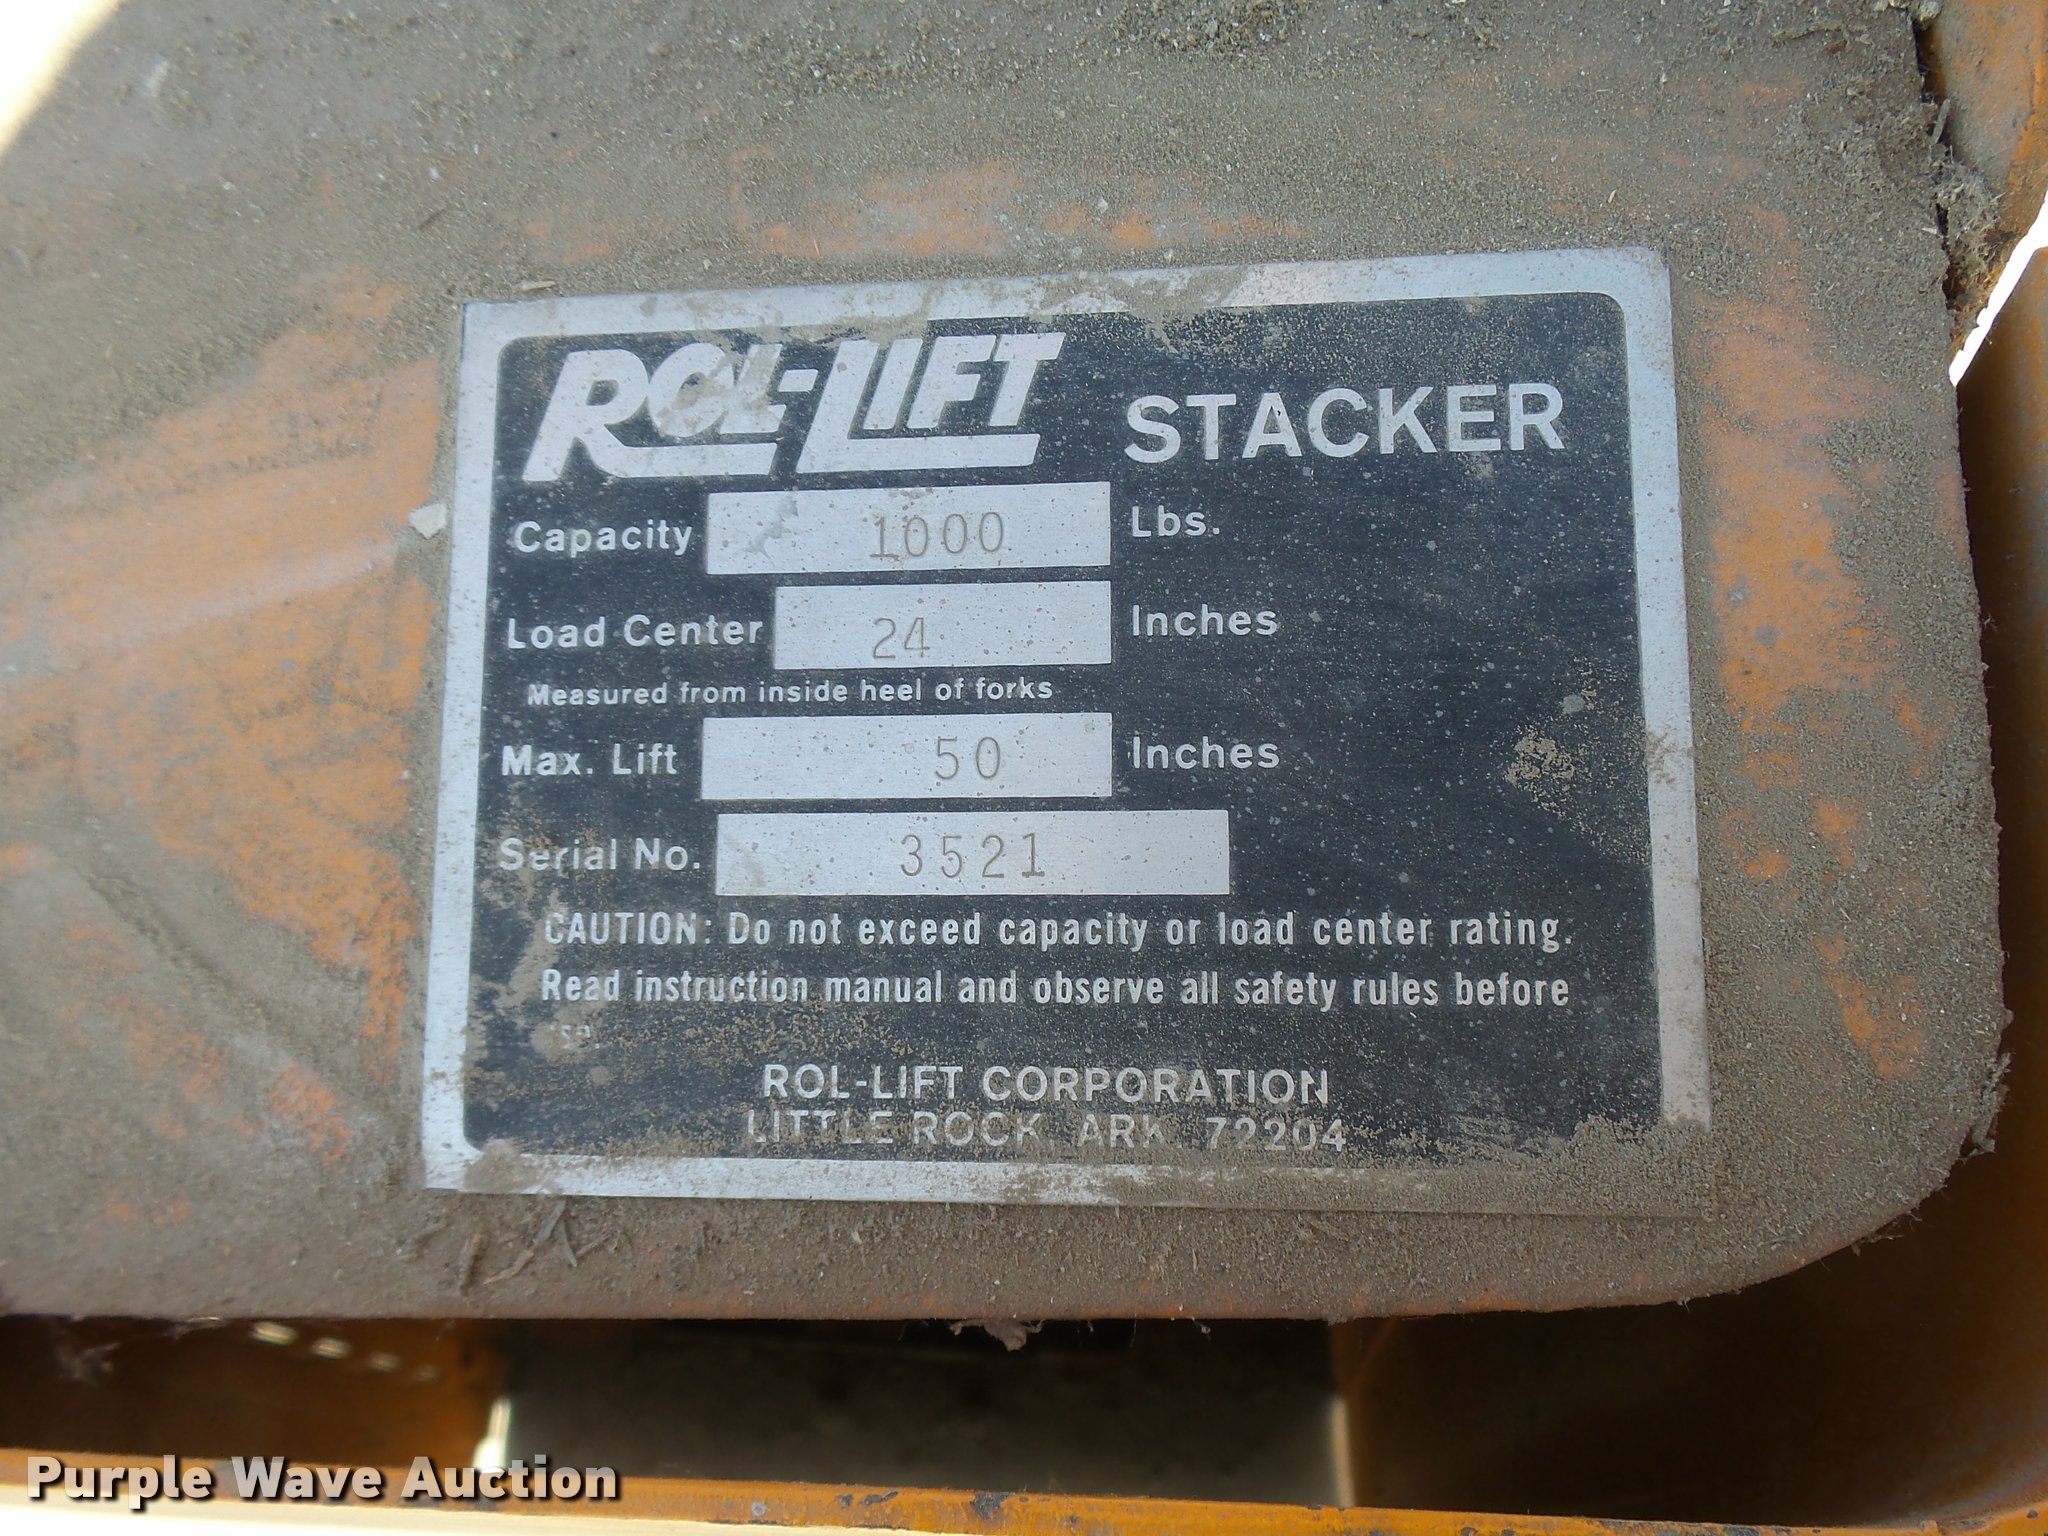 ROL-LIFT STACKER
Capacity 1000 Lbs.
Load Center 24 Inches
Measured from inside heel of forks
Max. Lift 50 Inches
Serial No. 3521
CAUTION: Do not exceed capacity or load center rating.
Read instruction manual and observe all safety rules before
ROL-LIFT CORPORATION
LITTLE ROCK, ARK. 72204
Purple Wave Auction